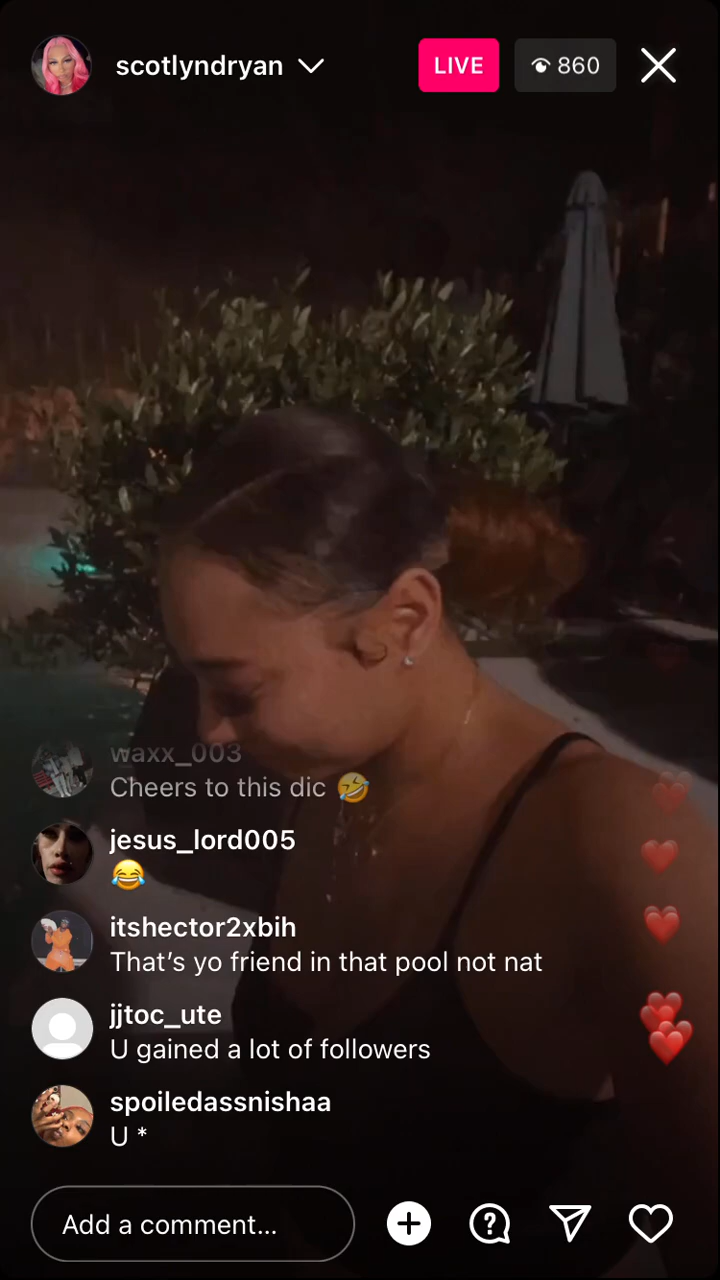 scotlyndryan
LIVE
860
waxx_003
Cheers to this dic 🤣
jesus_lord005
😂
itshector2xbih
That’s yo friend in that pool not nat
jjtoc_ute
U gained a lot of followers
spoiledassnishaa
U *
Add a comment...